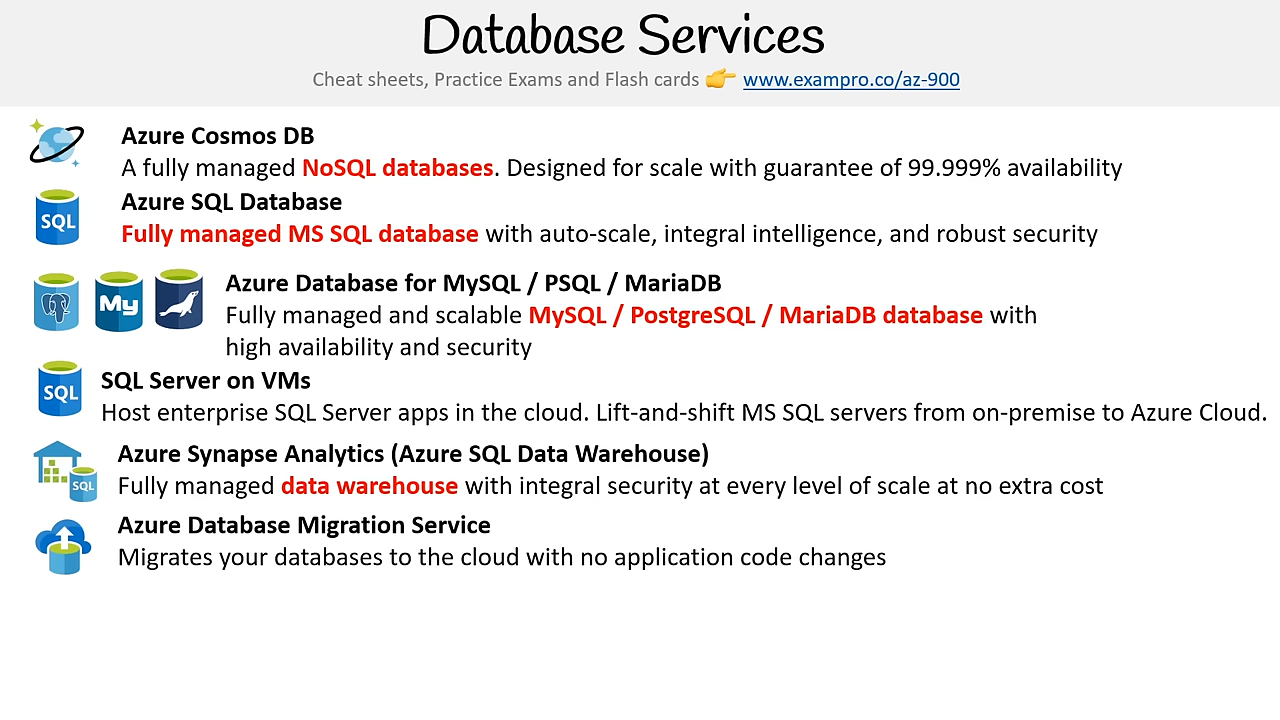 Database Services
Cheat sheets, Practice Exams and Flash cards 👉 www.exampro.co/az-900
Azure Cosmos DB
A fully managed NoSQL databases. Designed for scale with guarantee of 99.999% availability
SQL
Azure SQL Database
Fully managed MS SQL database with auto-scale, integral intelligence, and robust security
My
Azure Database for MySQL / PSQL / MariaDB
Fully managed and scalable MySQL / PostgreSQL / MariaDB database with
high availability and security
SQL
SQL Server on VMs
Host enterprise SQL Server apps in the cloud. Lift-and-shift MS SQL servers from on-premise to Azure Cloud.
SQL
Azure Synapse Analytics (Azure SQL Data Warehouse)
Fully managed data warehouse with integral security at every level of scale at no extra cost
Azure Database Migration Service
Migrates your databases to the cloud with no application code changes